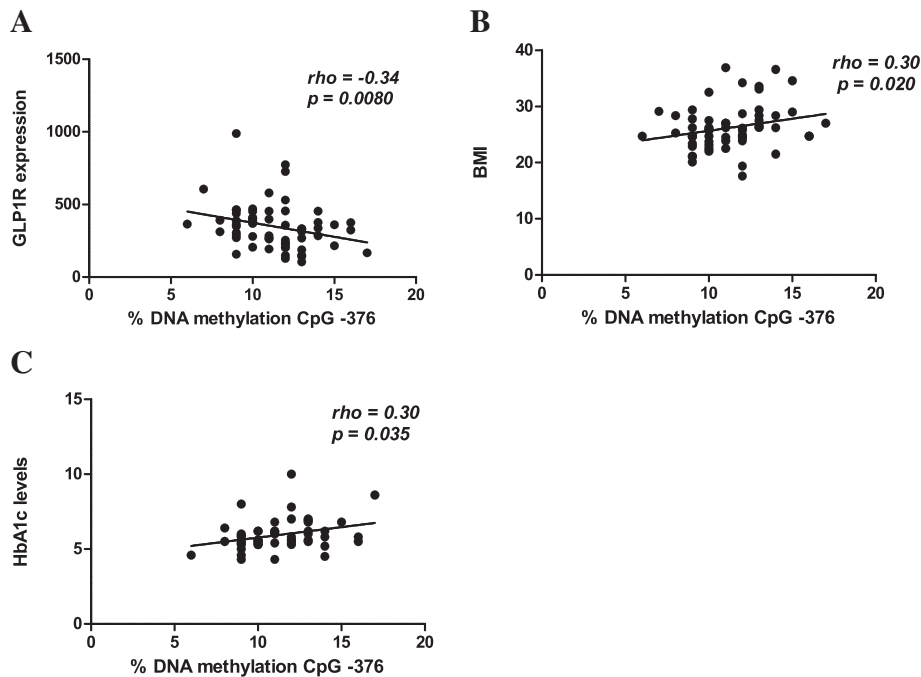 A
1500
1000
500
0
GLP1R expression
rho = -0.34
p = 0.0080
0 5 10 15 20
% DNA methylation CpG -376
B
40
30
20
10
0
BMI
rho = 0.30
p = 0.020
0 5 10 15 20
% DNA methylation CpG -376
C
15
10
5
0
HbA1c levels
rho = 0.30
p = 0.035
0 5 10 15 20
% DNA methylation CpG -376